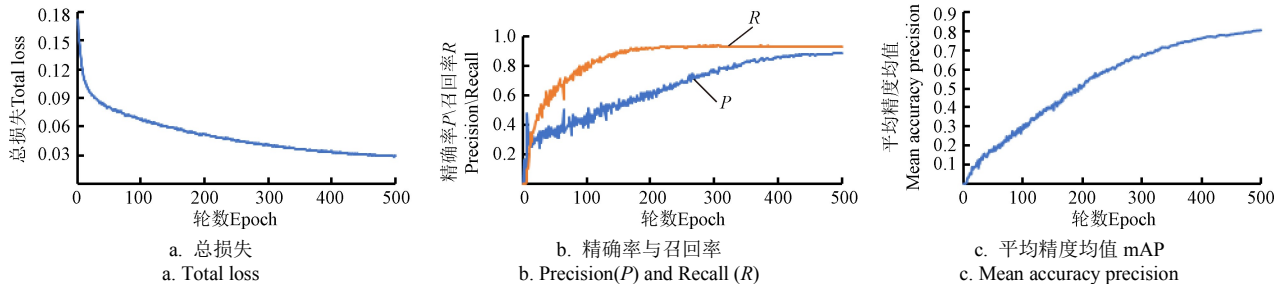 总损失Total loss
0.18
0.15
0.12
0.09
0.06
0.03
0
100
200
300
400
500
轮数Epoch
a. 总损失
a. Total loss
精确率P\召回率R
Precision\Recall
1.0
0.8
0.6
0.4
0.2
R
P
0
100
200
300
400
500
轮数Epoch
b. 精确率与召回率
b. Precision(P) and Recall (R)
平均精度均值
Mean accuracy precision
0.9
0.8
0.7
0.6
0.5
0.4
0.3
0.2
0.1
0
100
200
300
400
500
轮数Epoch
c. 平均精度均值 mAP
c. Mean accuracy precision